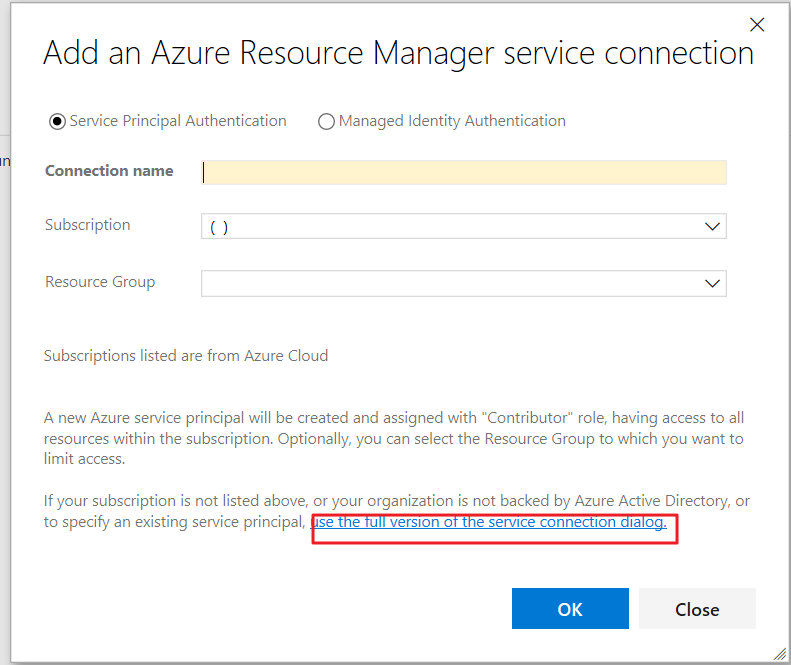 Add an Azure Resource Manager service connection
Service Principal Authentication Managed Identity Authentication
Connection name
Subscription ( )
Resource Group
Subscriptions listed are from Azure Cloud
A new Azure service principal will be created and assigned with "Contributor" role, having access to all
resources within the subscription. Optionally, you can select the Resource Group to which you want to
limit access.
If your subscription is not listed above, or your organization is not backed by Azure Active Directory, or
to specify an existing service principal, use the full version of the service connection dialog.
OK Close